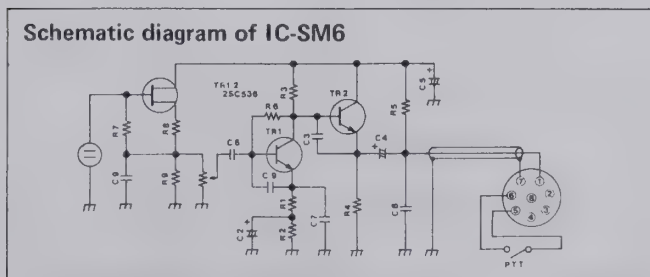 Schematic diagram of IC-SM6
TR1.2
2SC536
R7
R8
C9
R9
C6
R6
R3
TR1
TR2
C3
C4
C5
R5
C9
R1
R2
C2
C7
R4
C8
7
1
6
8
2
5
4
3
PTT